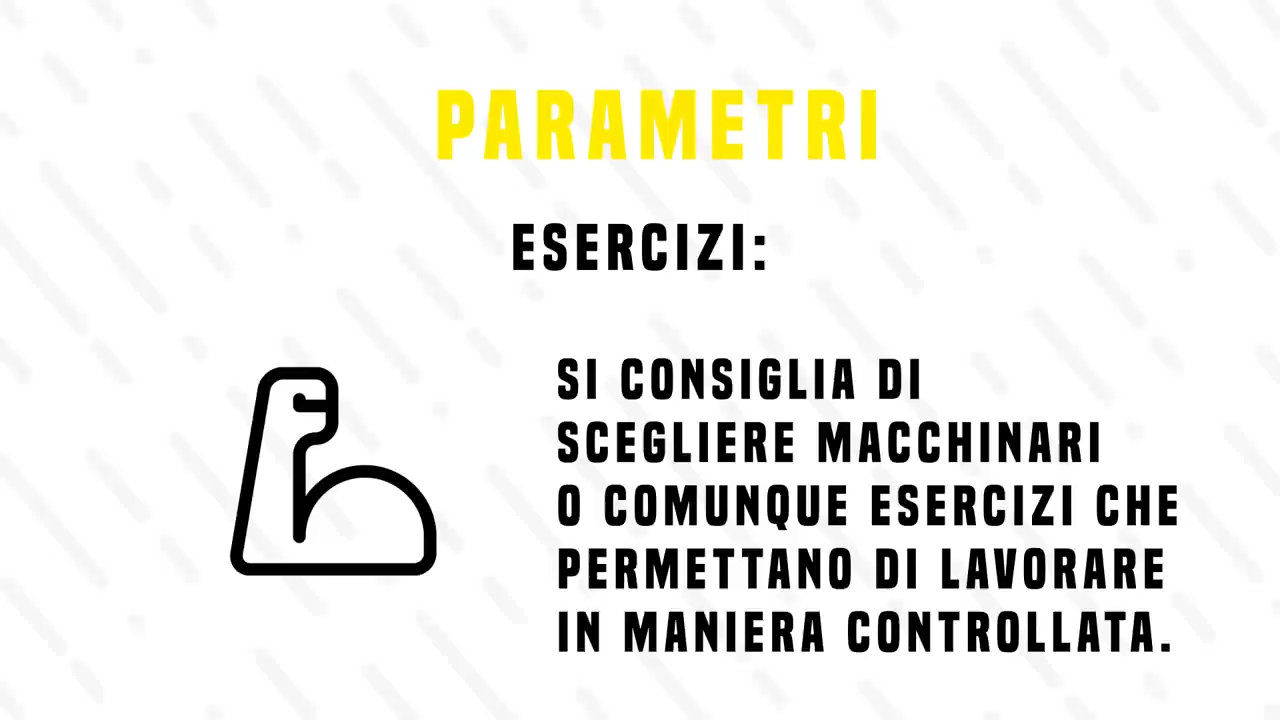 PARAMETRI
ESERCIZI:
SI CONSIGLIA DI
SCEGLIERE MACCHINARI
O COMUNQUE ESERCIZI CHE
PERMETTANO DI LAVORARE
IN MANIERA CONTROLLATA.